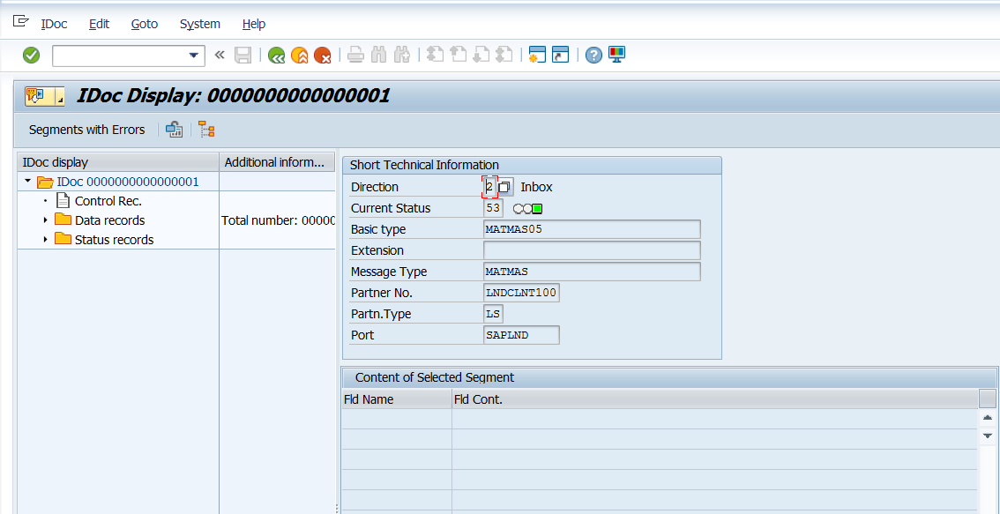 IDoc Edit Goto System Help
IDoc Display: 0000000000000001
Segments with Errors
IDoc display Additional inform...
IDoc 0000000000000001
Control Rec.
Data records Total number: 00000
Status records
Short Technical Information
Direction 2 Inbox
Current Status 53
Basic type MATMAS05
Extension
Message Type MATMAS
Partner No. LNDCLNT100
Partn.Type LS
Port SAPLND
Content of Selected Segment
Fld Name Fld Cont.